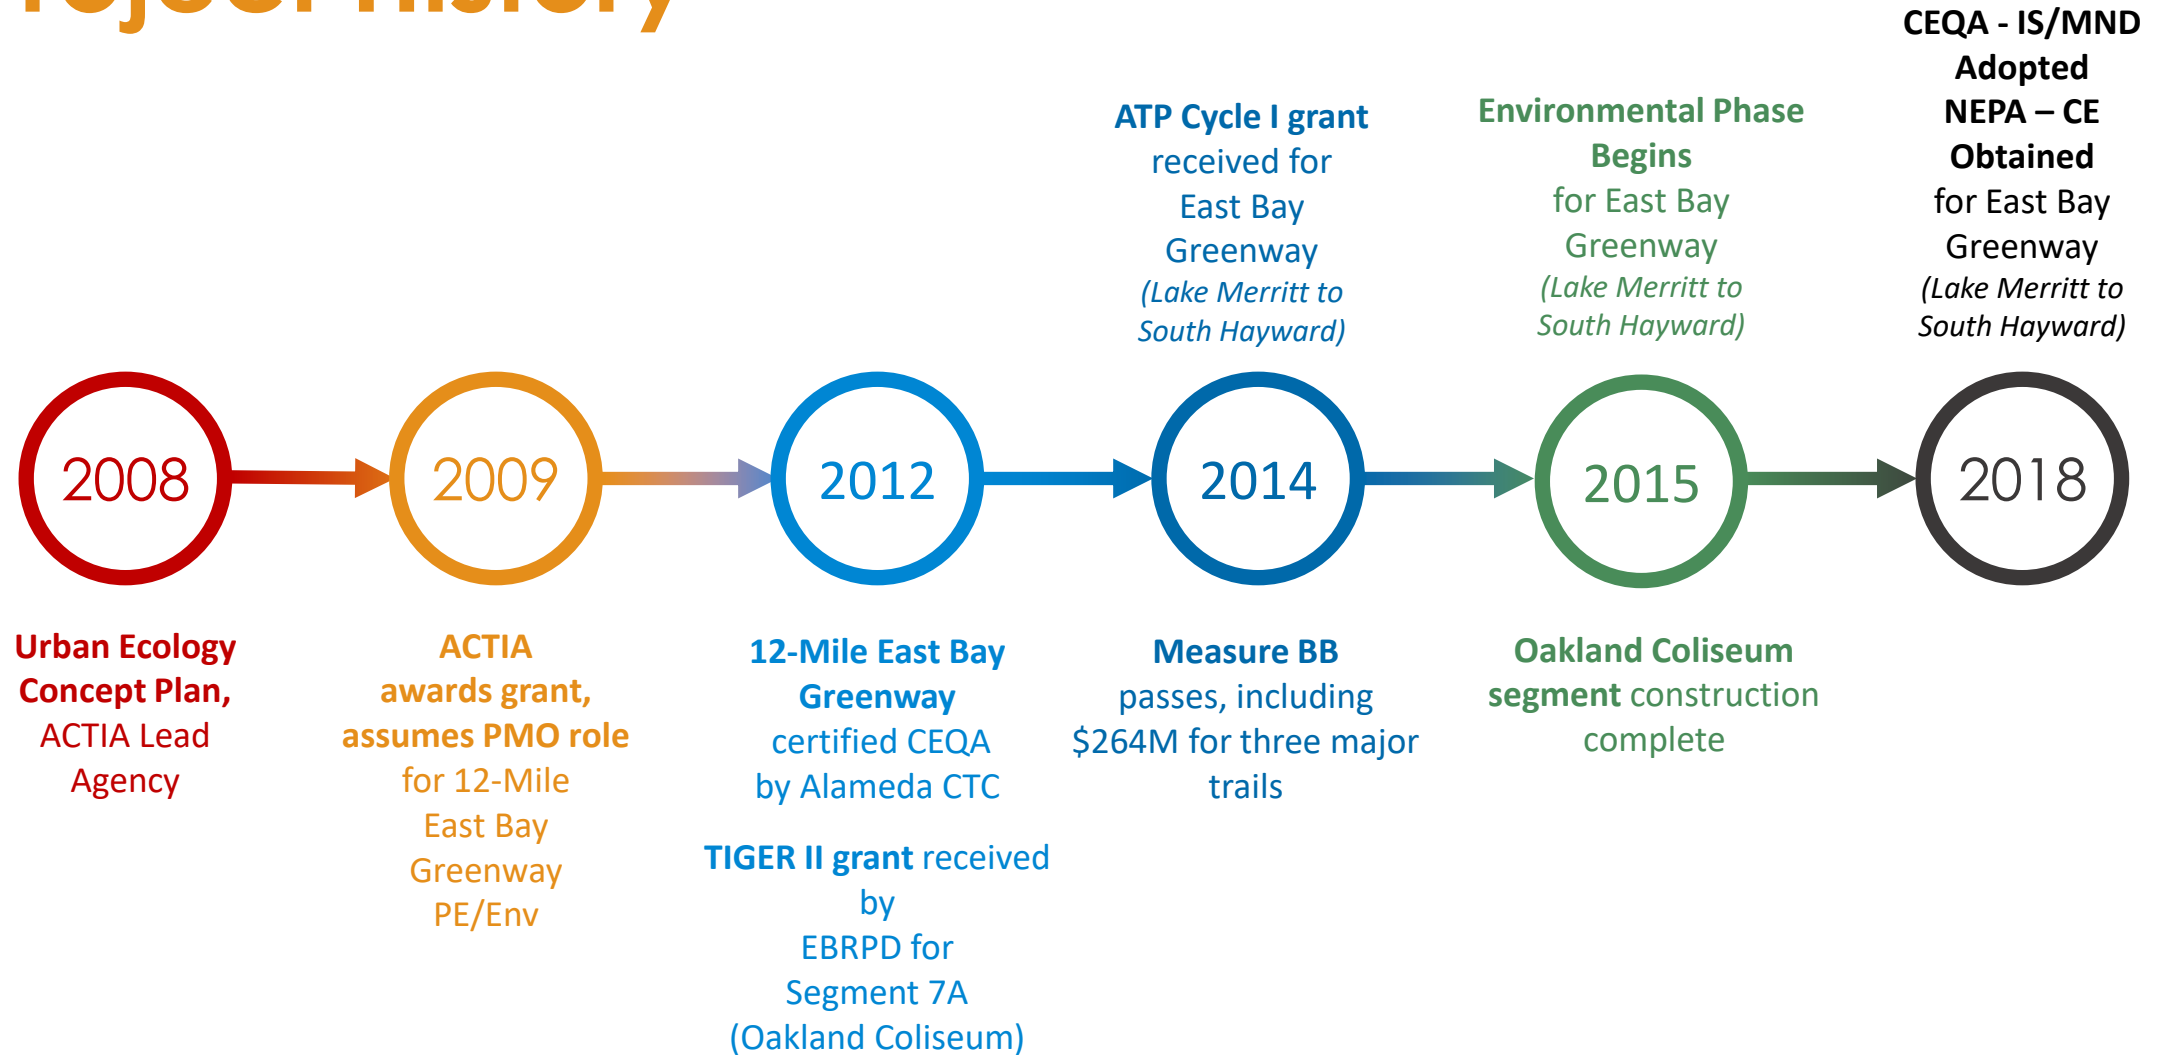 roject History
2008
Urban Ecology
Concept Plan,
ACTIA Lead
Agency
2009
ACTIA
awards grant,
assumes PMO role
for 12-Mile
East Bay
Greenway
PE/Env
2012
12-Mile East Bay
Greenway
certified CEQA
by Alameda CTC
TIGER II grant received
by
EBRPD for
Segment 7A
(Oakland Coliseum)
ATP Cycle I grant
received for
East Bay
Greenway
(Lake Merritt to
South Hayward)
2014
Measure BB
passes, including
$264M for three major
trails
Environmental Phase
Begins
for East Bay
Greenway
(Lake Merritt to
South Hayward)
2015
Oakland Coliseum
segment construction
complete
CEQA - IS/MND
Adopted
NEPA – CE
Obtained
for East Bay
Greenway
(Lake Merritt to
South Hayward)
2018